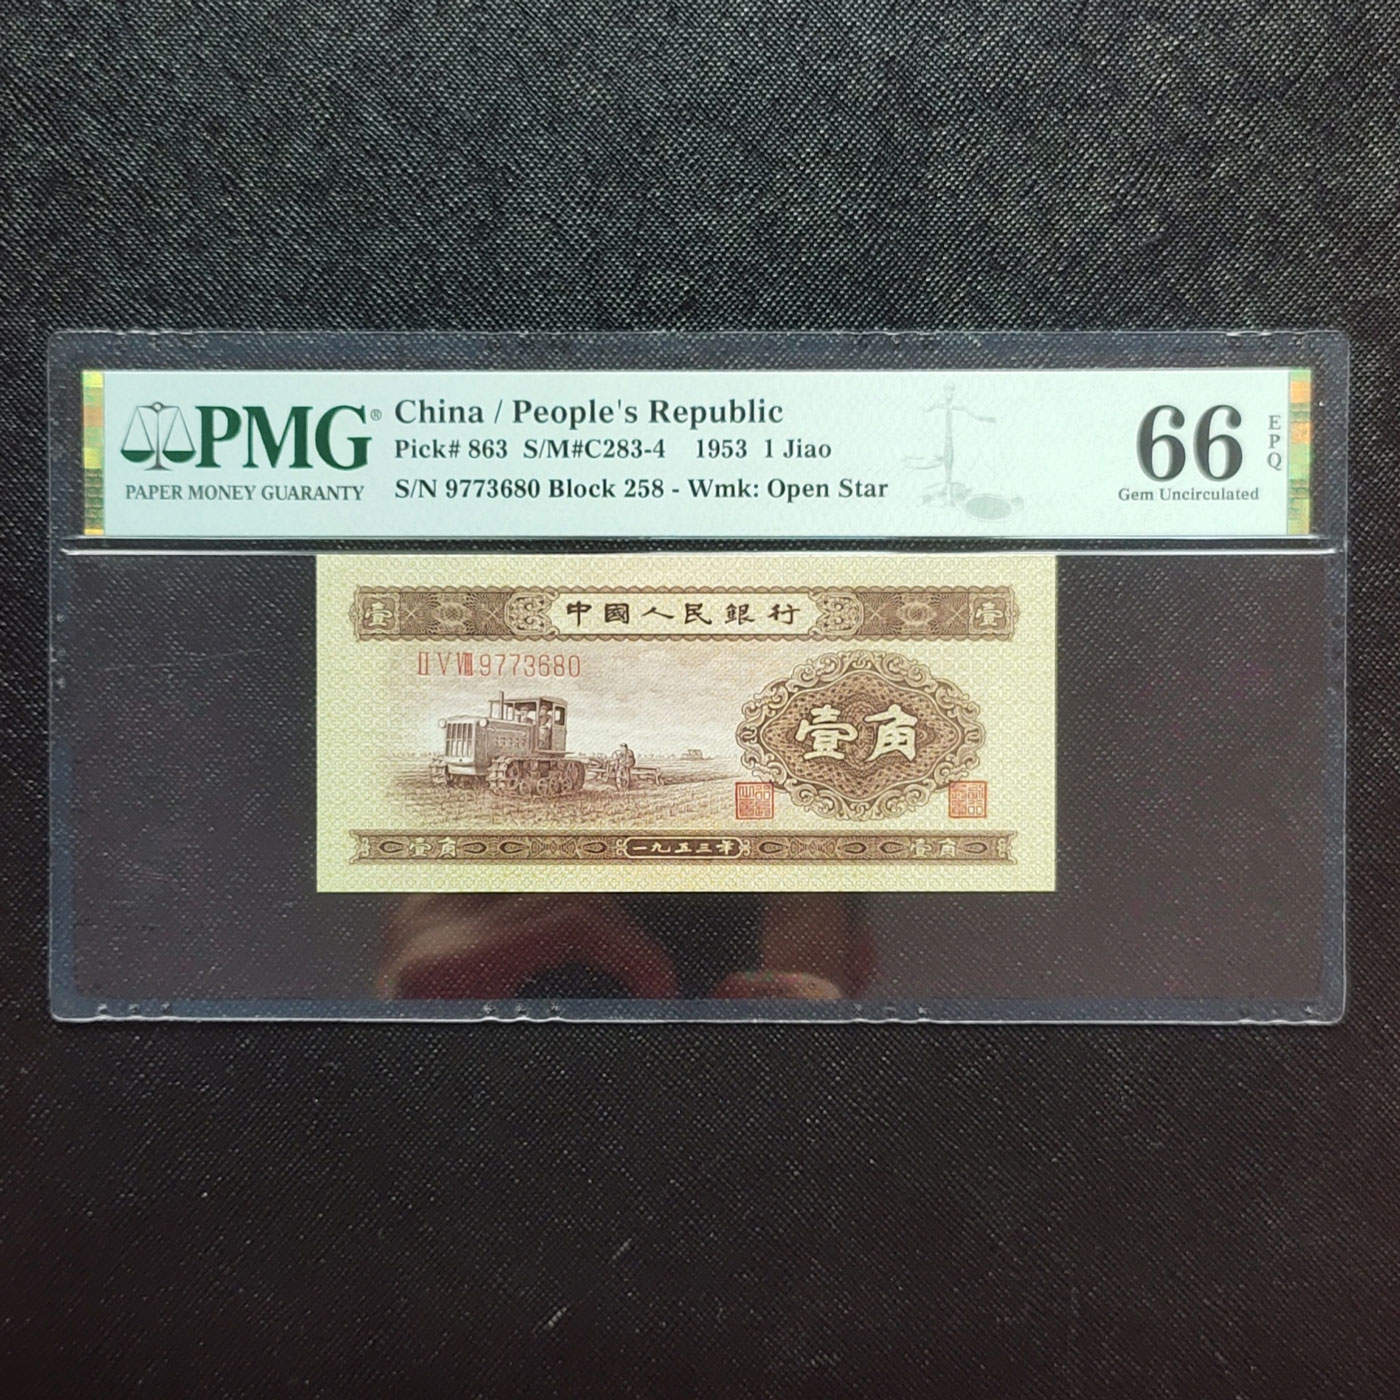 PMG®
PAPER MONEY GUARANTY
China / People's Republic
Pick# 863 S/M#C283-4 1953 1 Jiao
S/N 9773680 Block 258 - Wmk: Open Star
66
EPQ
Gem Uncirculated
壹 中國人民銀行 壹
II V VIII 9773680
壹角
壹角 一九五三年 壹角